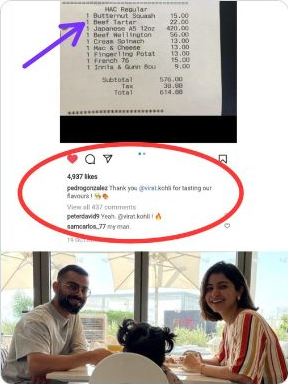 HAC Regular
1 Butternut Squash 15.00
1 Beef Tartar 22.00
1 Japanese A5 12oz 420.00
1 Beef Wellington 56.00
1 Cream Spinach 13.00
1 Mac & Cheese 13.00
1 Fingerling Potat 13.00
1 French 76 15.00
1 Innis & Gunn Bou 9.00
Subtotal 576.00
Tax 38.88
Total 614.88
4,937 likes
pedrogonzalez Thank you @virat.kohli for tasting our
flavours ! 👨‍🍳🍖
View all 437 comments
peterdavid9 Yeah. @virat.kohli ! 🔥
samcarlos_77 my man